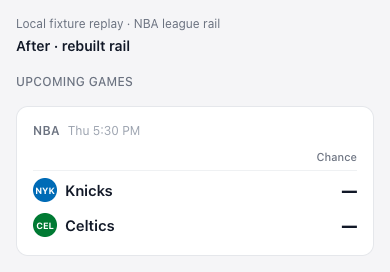 Local fixture replay · NBA league rail
After · rebuilt rail
UPCOMING GAMES
NBA Thu 5:30 PM
Chance
NYK Knicks —
CEL Celtics —